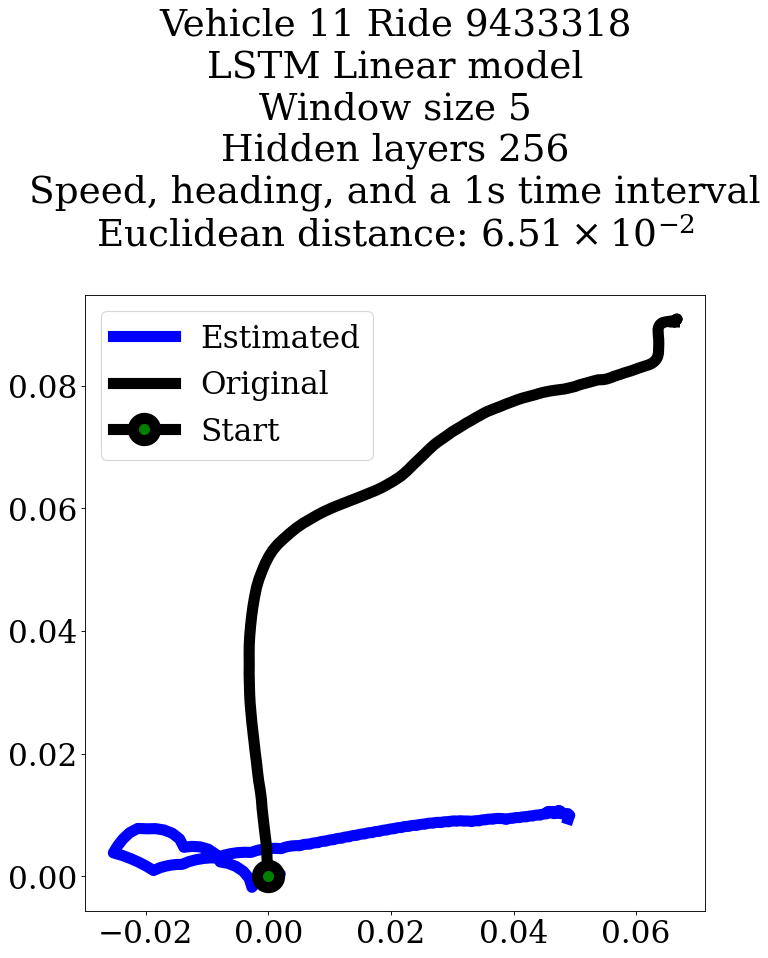 Vehicle 11 Ride 9433318
LSTM Linear model
Window size 5
Hidden layers 256
Speed, heading, and a 1s time interval
Euclidean distance: 6.51 × 10⁻²
Estimated
Original
Start
0.08
0.06
0.04
0.02
0.00
−0.02 0.00 0.02 0.04 0.06